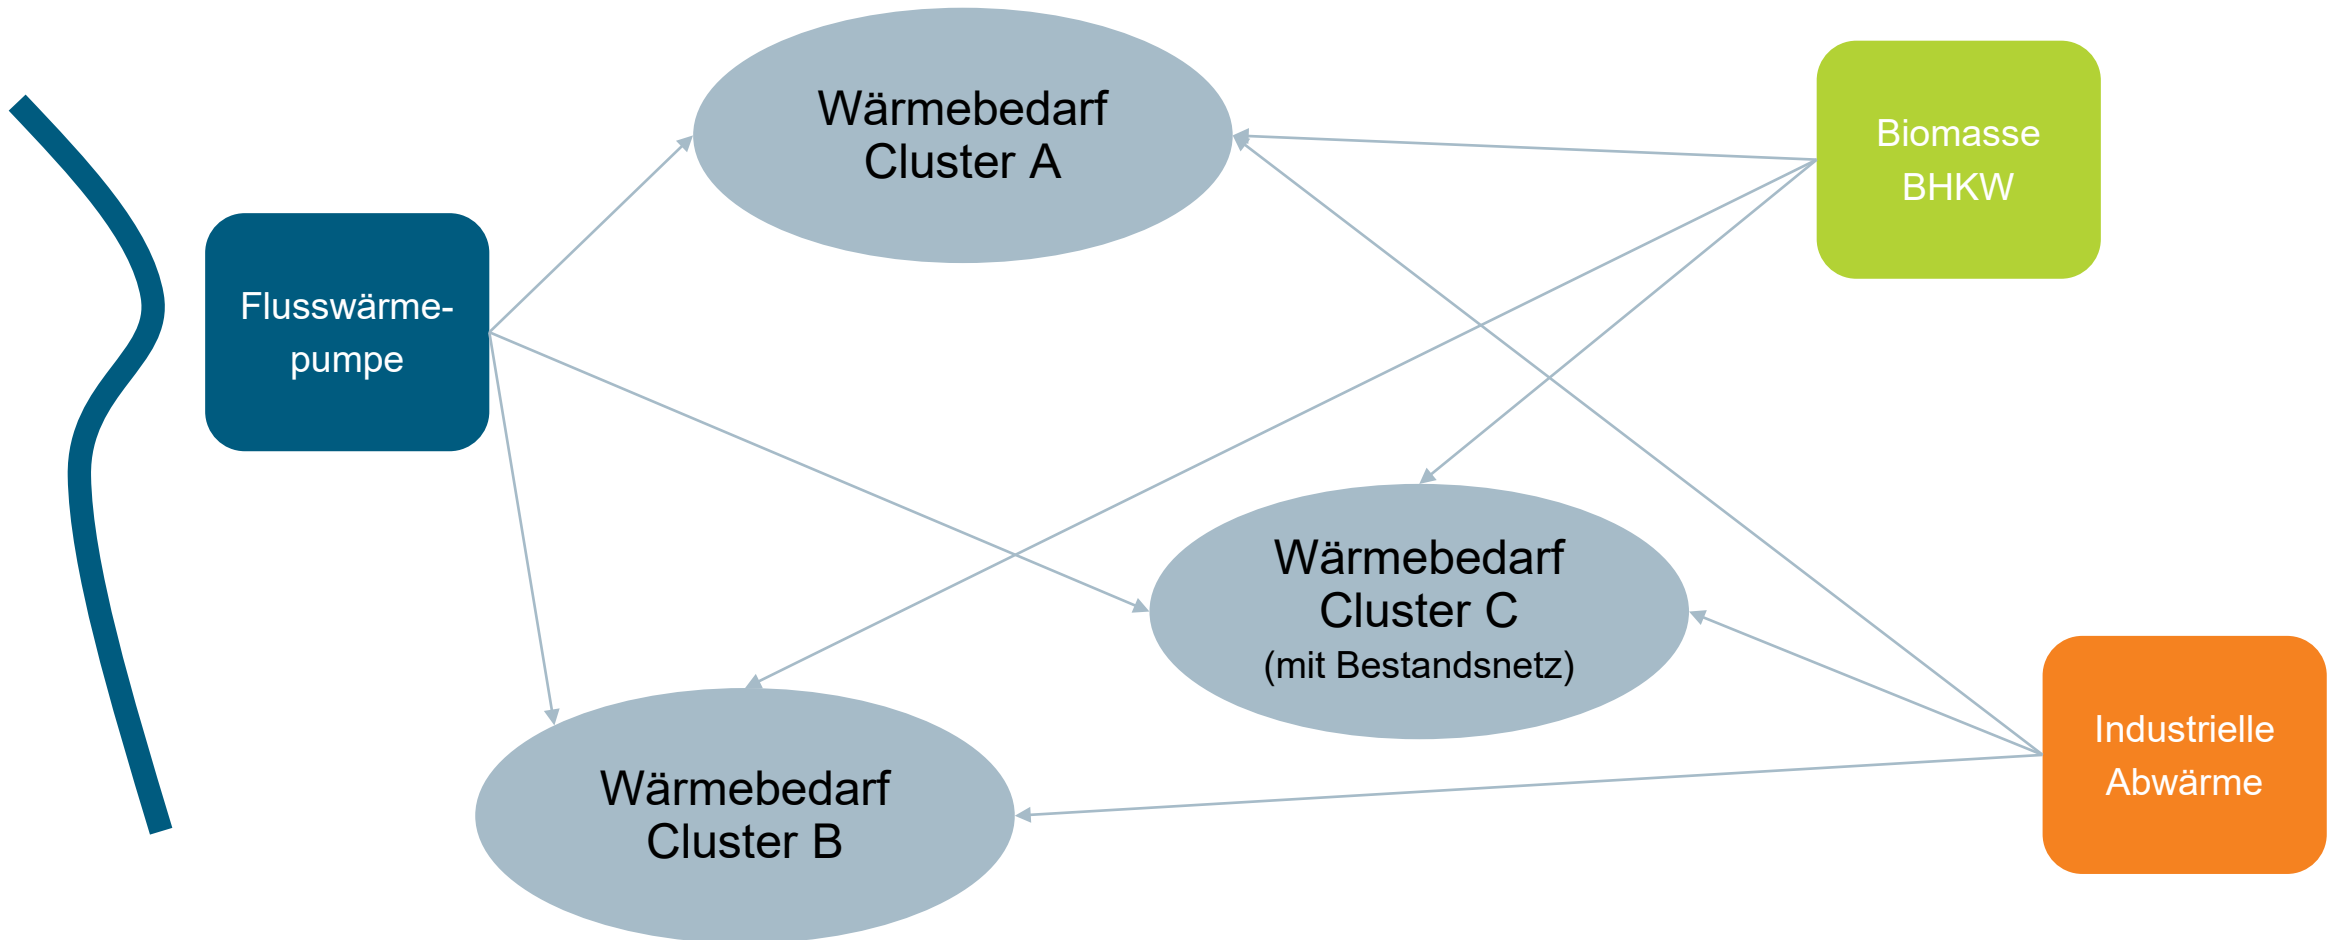 Wärmebedarf
Cluster A
Biomasse
BHKW
Flusswärme-
pumpe
Wärmebedarf
Cluster C
(mit Bestandsnetz)
Industrielle
Abwärme
Wärmebedarf
Cluster B